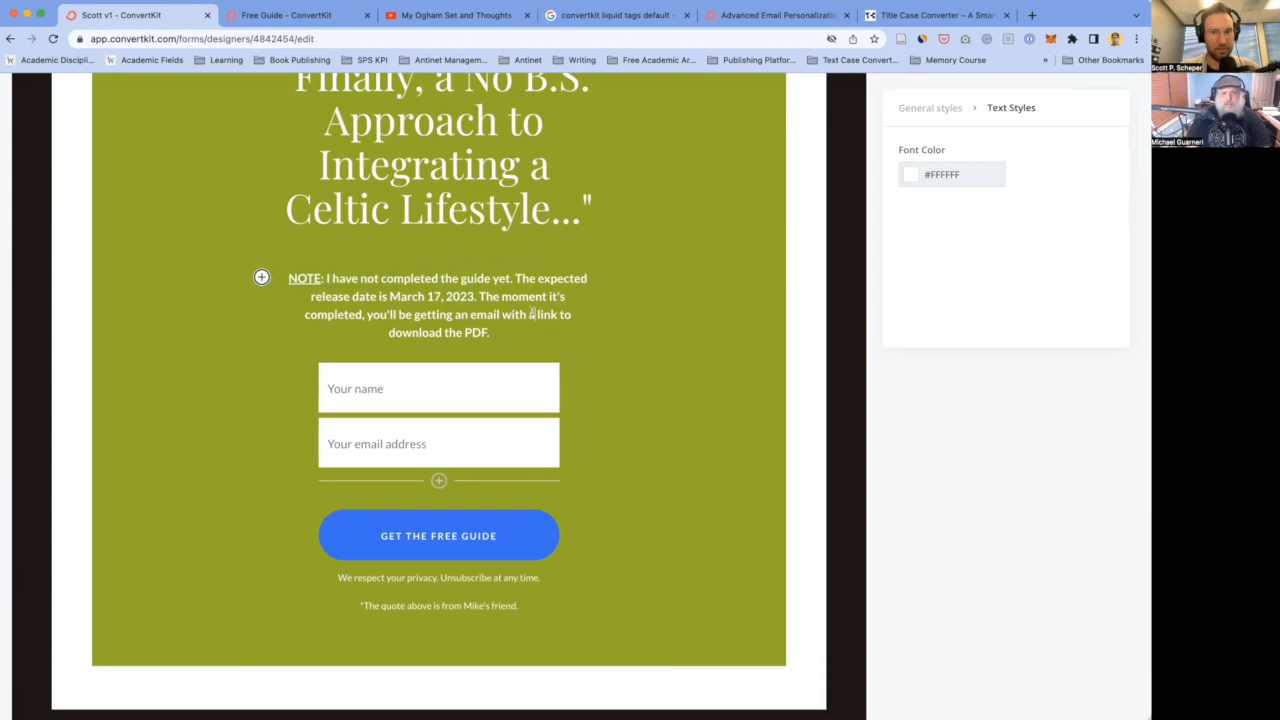 Scott v1 - ConvertKit
Free Guide - ConvertKit
My Ogham Set and Thoughts
convertkit liquid tags default -
Advanced Email Personalizatio
Title Case Converter – A Smar
app.convertkit.com/forms/designers/4842454/edit
Academic Discipli...
Academic Fields
Learning
Book Publishing
SPS KPI
Antinet Manageme...
Antinet
Writing
Free Academic Ar...
Publishing Platfor...
Text Case Convert...
Memory Course
»
Other Bookmarks
Scott P. Scheper
Michael Guarneri
Finally, a No B.S.
Approach to
Integrating a
Celtic Lifestyle..."
NOTE: I have not completed the guide yet. The expected
release date is March 17, 2023. The moment it's
completed, you'll be getting an email with a link to
download the PDF.
Your name
Your email address
GET THE FREE GUIDE
We respect your privacy. Unsubscribe at any time.
*The quote above is from Mike's friend.
General styles > Text Styles
Font Color
#FFFFFF